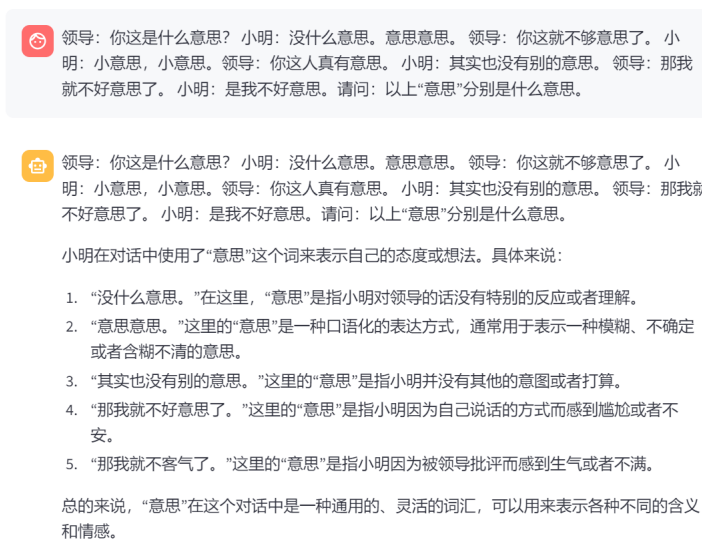 领导：你这是什么意思？ 小明：没什么意思。意思意思。 领导：你这就不够意思了。 小
明：小意思，小意思。领导：你这人真有意思。 小明：其实也没有别的意思。 领导：那我
就不好意思了。 小明：是我不好意思。请问：以上“意思”分别是什么意思。
领导：你这是什么意思？ 小明：没什么意思。意思意思。 领导：你这就不够意思了。 小
明：小意思，小意思。领导：你这人真有意思。 小明：其实也没有别的意思。 领导：那我就
不好意思了。 小明：是我不好意思。请问：以上“意思”分别是什么意思。
小明在对话中使用了“意思”这个词来表示自己的态度或想法。具体来说：
1. “没什么意思。”在这里，“意思”是指小明对领导的话没有特别的反应或者理解。
2. “意思意思。”这里的“意思”是一种口语化的表达方式，通常用于表示一种模糊、不确定
或者含糊不清的意思。
3. “其实也没有别的意思。”这里的“意思”是指小明并没有其他的意图或者打算。
4. “那我就不好意思了。”这里的“意思”是指小明因为自己说话的方式而感到尴尬或者不
安。
5. “那我就不客气了。”这里的“意思”是指小明因为被领导批评而感到生气或者不满。
总的来说，“意思”在这个对话中是一种通用的、灵活的词汇，可以用来表示各种不同的含义
和情感。